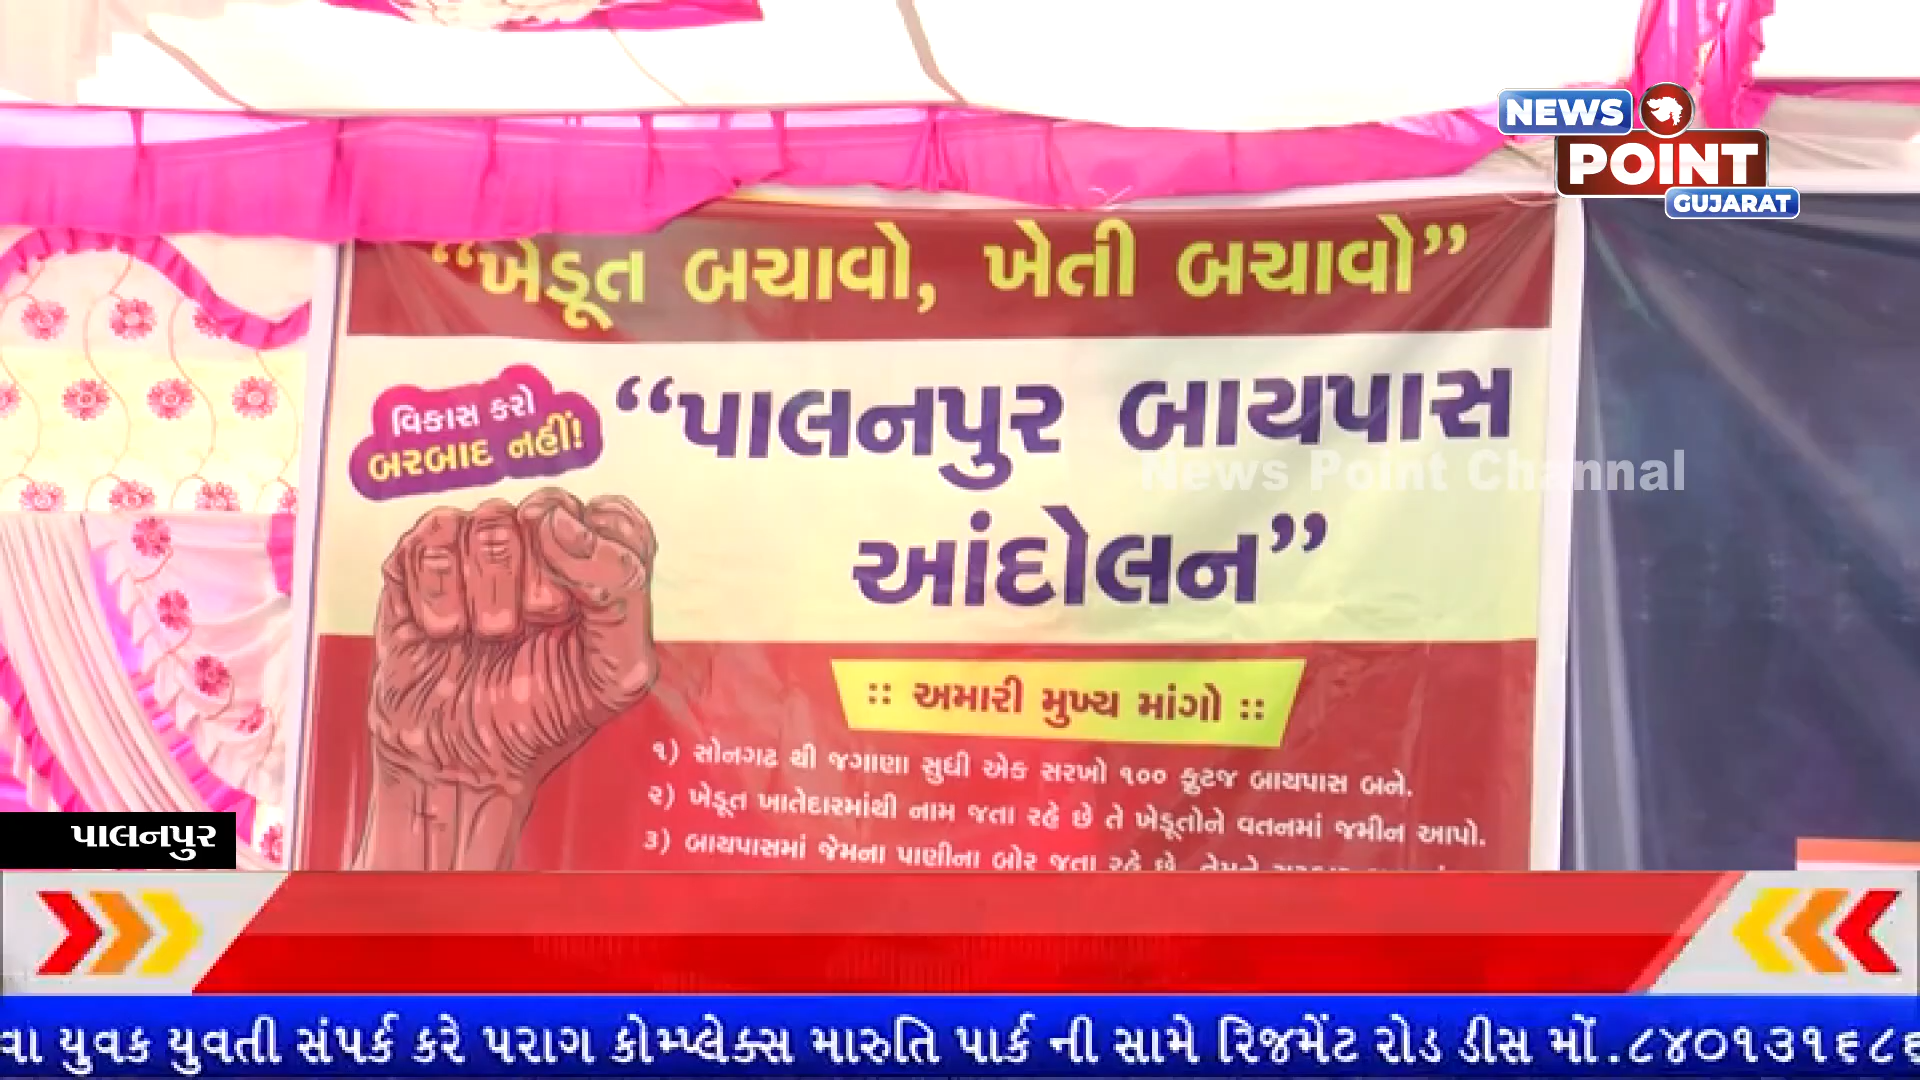 NEWS
POINT
GUJARAT
“ખેડૂત બચાવો, ખેતી બચાવો”
વિકાસ કરો
બરબાદ નહીં!
“પાલનપુર બાયપાસ
આંદોલન”
News Point Channal
:: અમારી મુખ્ય માંગો ::
૧) સોનગઢ થી જગાણા સુધી એક સરખો ૧૦૦ ફૂટજ બાયપાસ બને.
૨) ખેડૂત ખાતેદારમાંથી નામ જતા રહે છે તે ખેડૂતોને વતનમાં જમીન આપો.
૩) બાયપાસમાં જેમના પાણીના બોર જતા રહે છે
પાલનપુર
વા યુવક યુવતી સંપર્ક કરે પરાગ કોમ્પ્લેક્સ મારુતિ પાર્ક ની સામે રિજમેંટ રોડ ડીસ મોં.૮૪૦૧૩૧૬૮૬